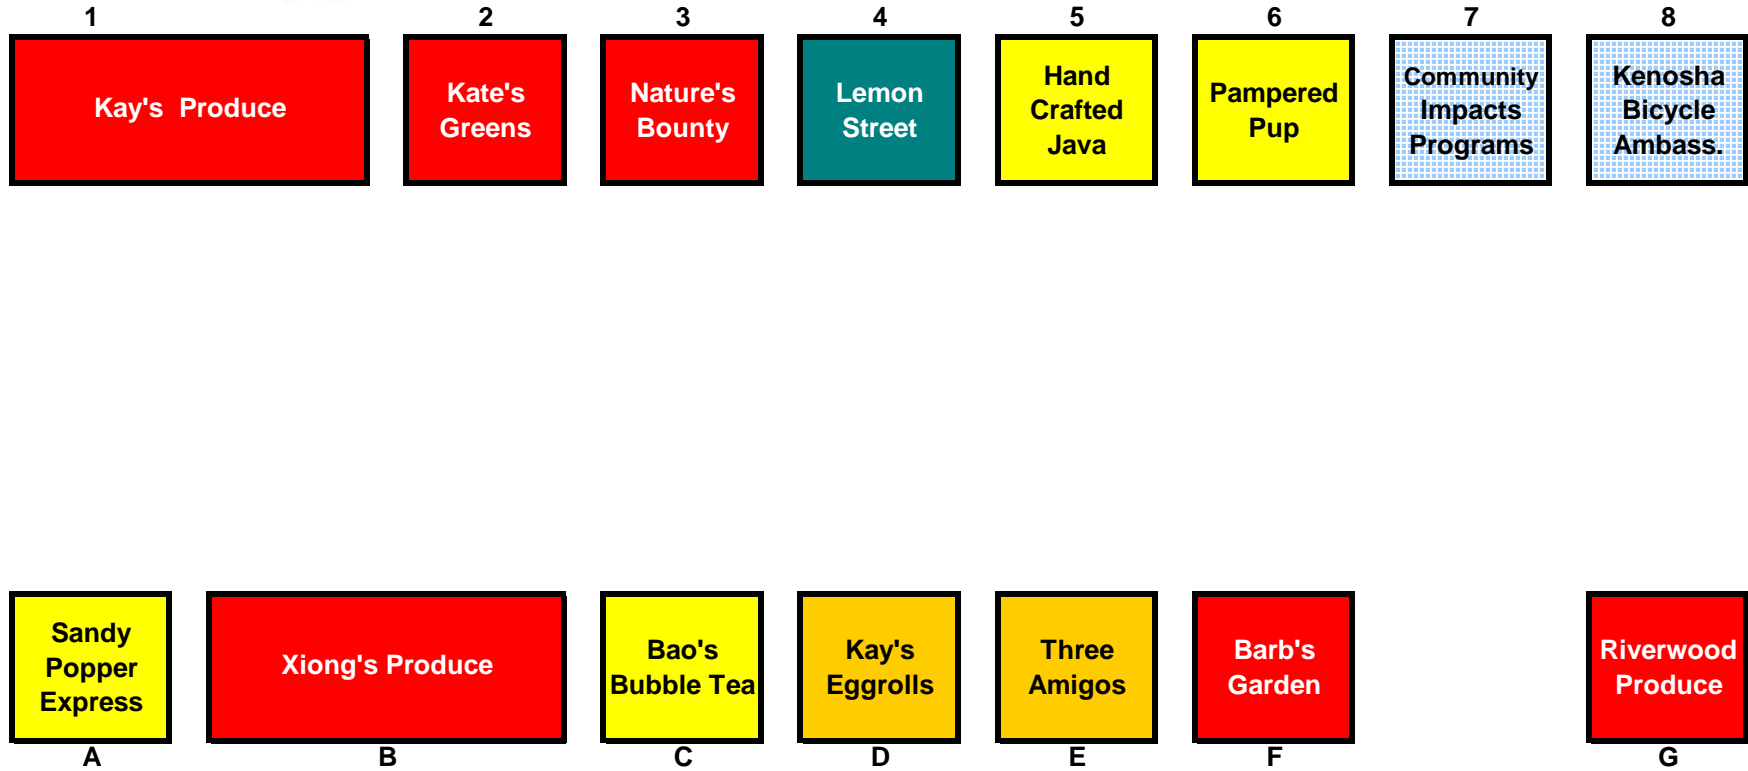 1 2 3 4 5 6 7 8
Kay's  Produce
Kate's
Greens
Nature's
Bounty
Lemon
Street
Hand
Crafted
Java
Pampered
Pup
Community
Impacts
Programs
Kenosha
Bicycle
Ambass.
Sandy
Popper
Express
Xiong's Produce
Bao's
Bubble Tea
Kay's
Eggrolls
Three
Amigos
Barb's
Garden
Riverwood
Produce
A B C D E F G